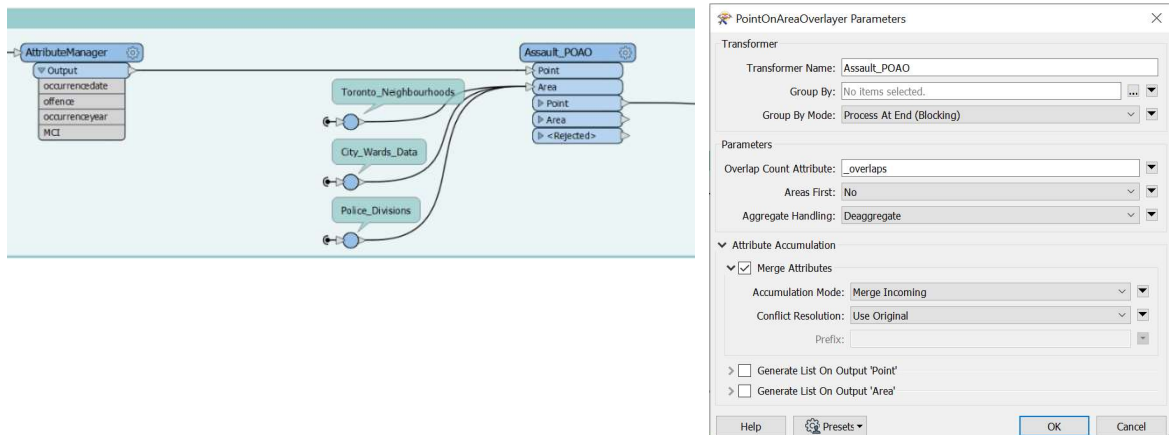 AttributeManager
Output
occurrencedate
offence
occurrenceyear
MCI
Toronto_Neighbourhoods
City_Wards_Data
Police_Divisions
Assault_POAO
Point
Area
Point
Area
<Rejected>
PointOnAreaOverlayer Parameters
Transformer
Transformer Name: Assault_POAO
Group By: No items selected. ...
Group By Mode: Process At End (Blocking)
Parameters
Overlap Count Attribute: _overlaps
Areas First: No
Aggregate Handling: Deaggregate
Attribute Accumulation
Merge Attributes
Accumulation Mode: Merge Incoming
Conflict Resolution: Use Original
Prefix:
Generate List On Output 'Point'
Generate List On Output 'Area'
Help Presets OK Cancel